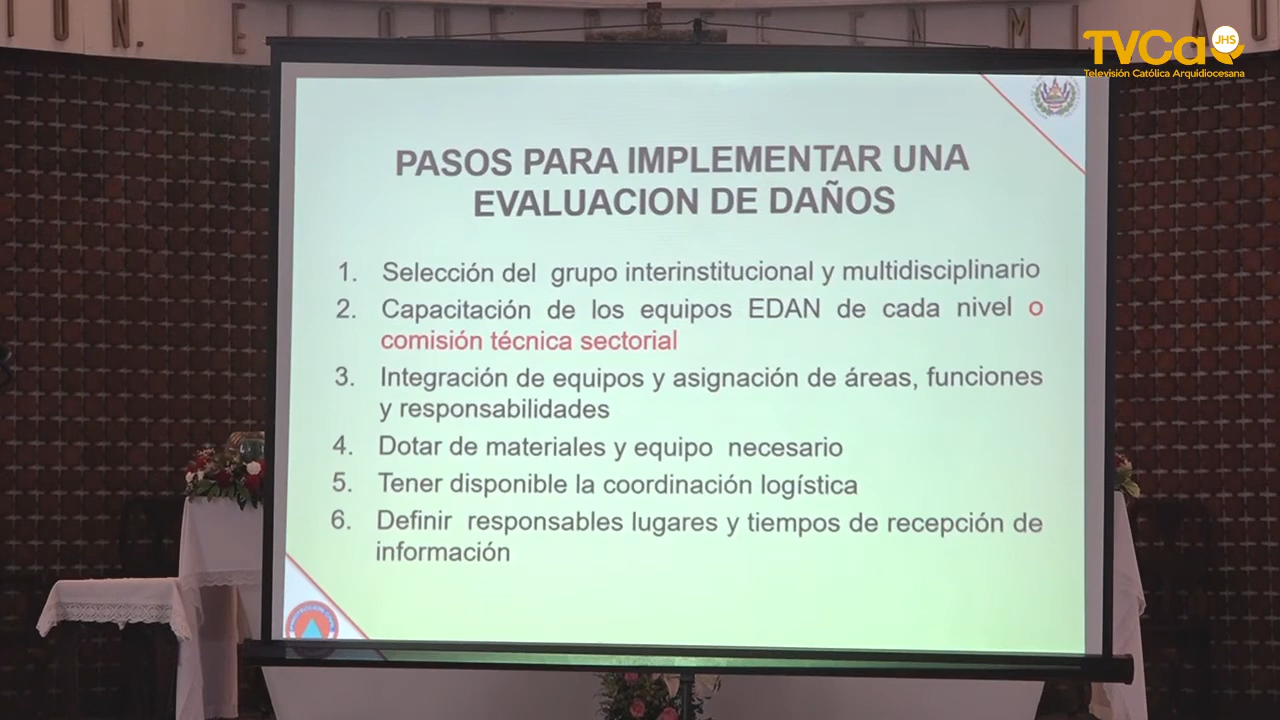 TVCa
JHS
Televisión Católica Arquidiocesana
PASOS PARA IMPLEMENTAR UNA
EVALUACION DE DAÑOS
1. Selección del grupo interinstitucional y multidisciplinario
2. Capacitación de los equipos EDAN de cada nivel o
comisión técnica sectorial
3. Integración de equipos y asignación de áreas, funciones
y responsabilidades
4. Dotar de materiales y equipo necesario
5. Tener disponible la coordinación logística
6. Definir responsables lugares y tiempos de recepción de
información